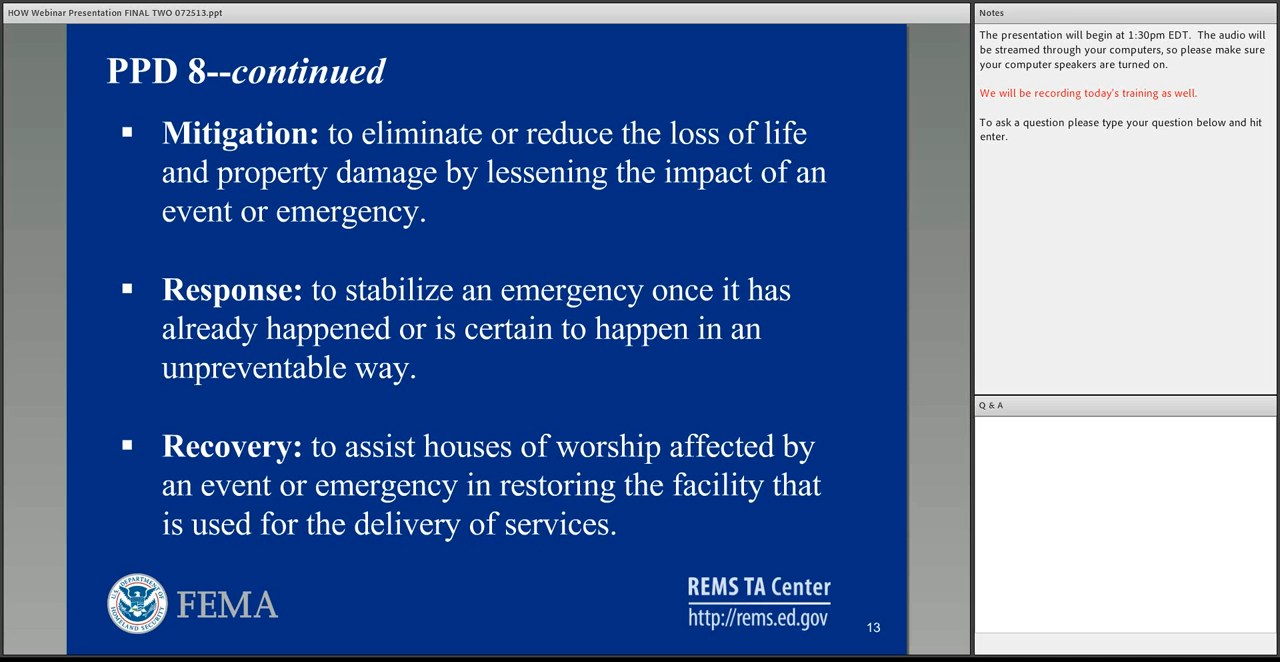 HOW Webinar Presentation FINAL TWO 072513.ppt
PPD 8--continued
▪ Mitigation: to eliminate or reduce the loss of life
and property damage by lessening the impact of an
event or emergency.
▪ Response: to stabilize an emergency once it has
already happened or is certain to happen in an
unpreventable way.
▪ Recovery: to assist houses of worship affected by
an event or emergency in restoring the facility that
is used for the delivery of services.
U.S. DEPARTMENT OF
HOMELAND SECURITY
FEMA
REMS TA Center
http://rems.ed.gov
13
Notes
The presentation will begin at 1:30pm EDT. The audio will
be streamed through your computers, so please make sure
your computer speakers are turned on.
We will be recording today's training as well.
To ask a question please type your question below and hit
enter.
Q & A